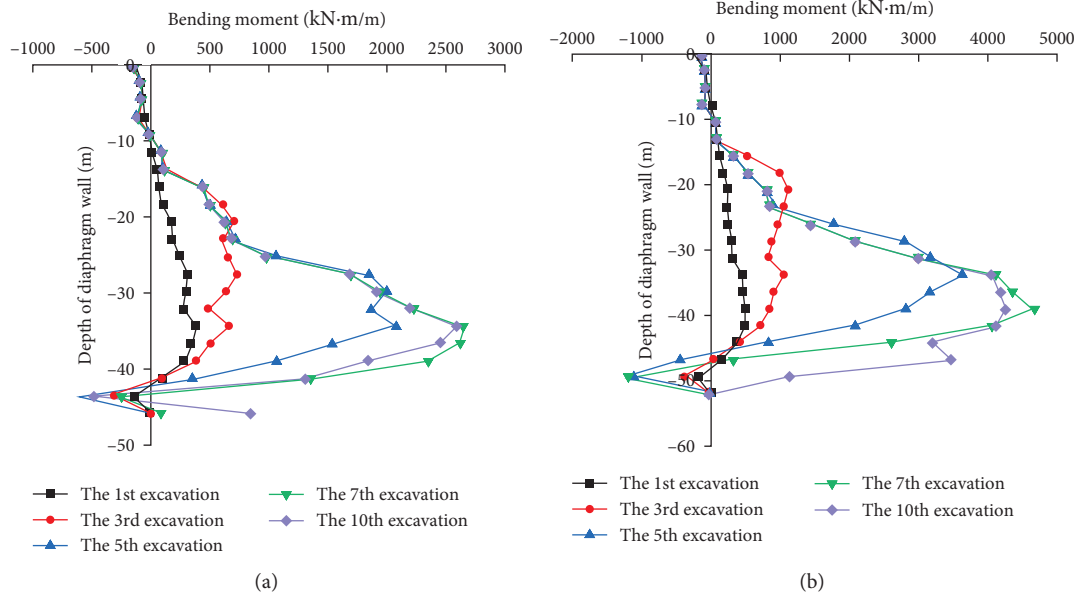 Bending moment (kN·m/m)
−1000 −500 0 500 1000 1500 2000 2500 3000
0
−10
−20
−30
−40
−50
Depth of diaphragm wall (m)
The 1st excavation
The 3rd excavation
The 5th excavation
The 7th excavation
The 10th excavation
(a)
Bending moment (kN·m/m)
−2000 −1000 0 1000 2000 3000 4000 5000
0
−10
−20
−30
−40
−50
−60
Depth of diaphragm wall (m)
The 1st excavation
The 3rd excavation
The 5th excavation
The 7th excavation
The 10th excavation
(b)